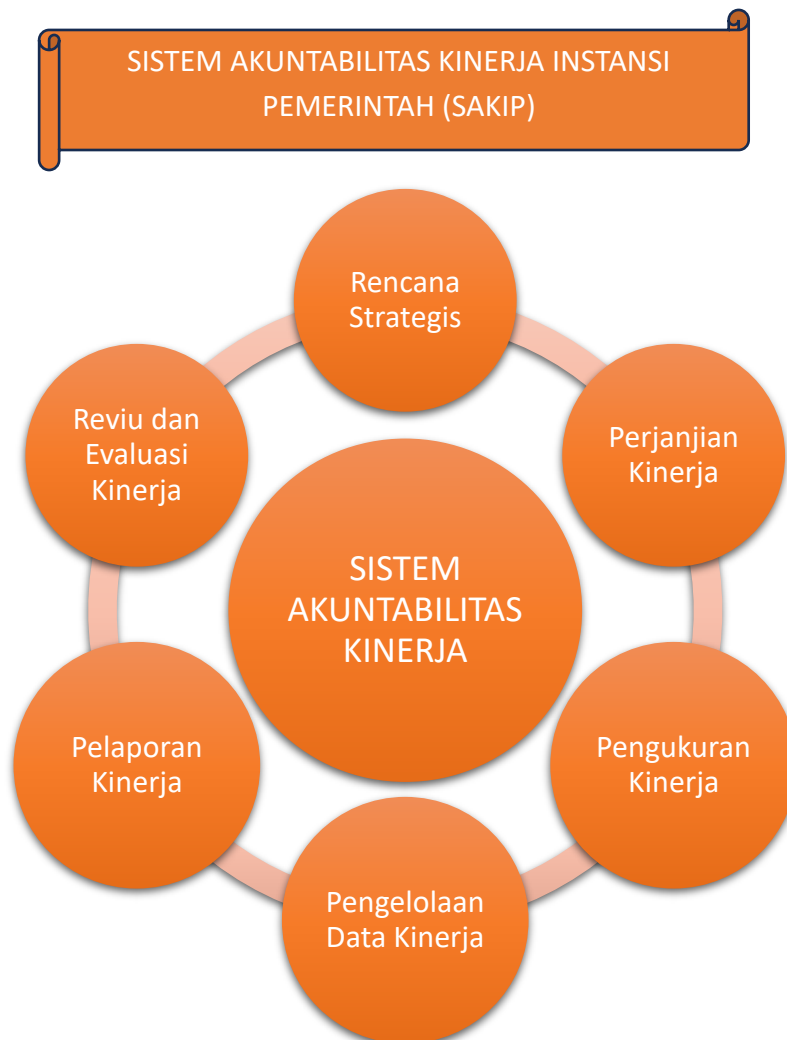 SISTEM AKUNTABILITAS KINERJA INSTANSI
PEMERINTAH (SAKIP)
Rencana
Strategis
Perjanjian
Kinerja
Pengukuran
Kinerja
Pengelolaan
Data Kinerja
Pelaporan
Kinerja
Reviu dan
Evaluasi
Kinerja
SISTEM
AKUNTABILITAS
KINERJA